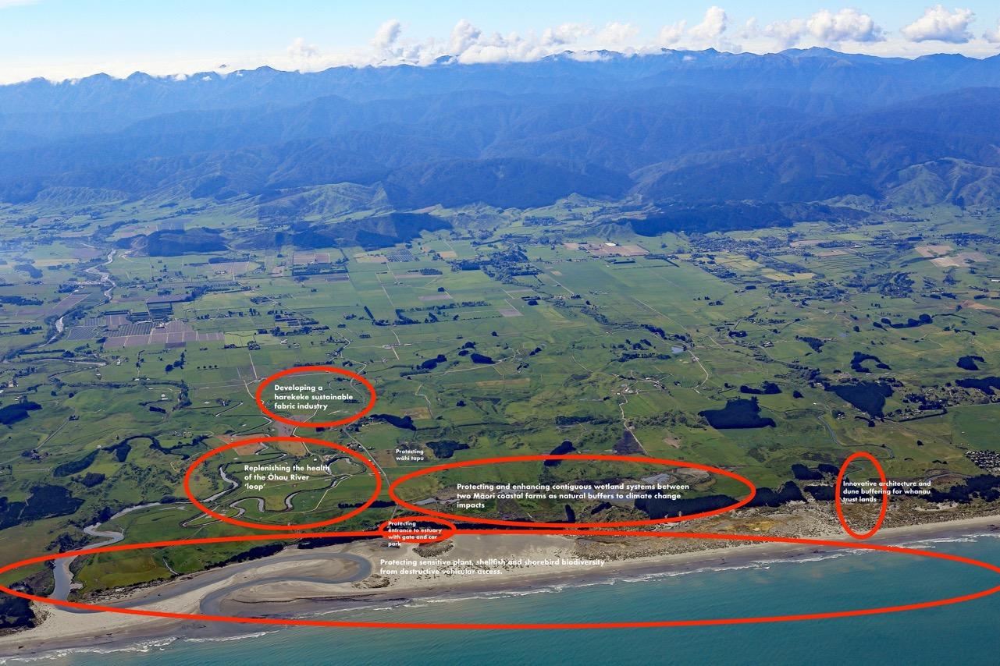 Developing a
harekeke sustainable
fabric industry
Protecting
wāhi tapu
Replenishing the health
of the Ōhau River
‘loop’
Protecting and enhancing contiguous wetland systems between
two Māori coastal farms as natural buffers to climate change
impacts
Innovative architecture and
dune buffering for whanau
trust lands
Protecting
entrance to estuary
with gate and car
park
Protecting sensitive plant, shellfish and shorebird biodiversity
from destructive vehicular access.